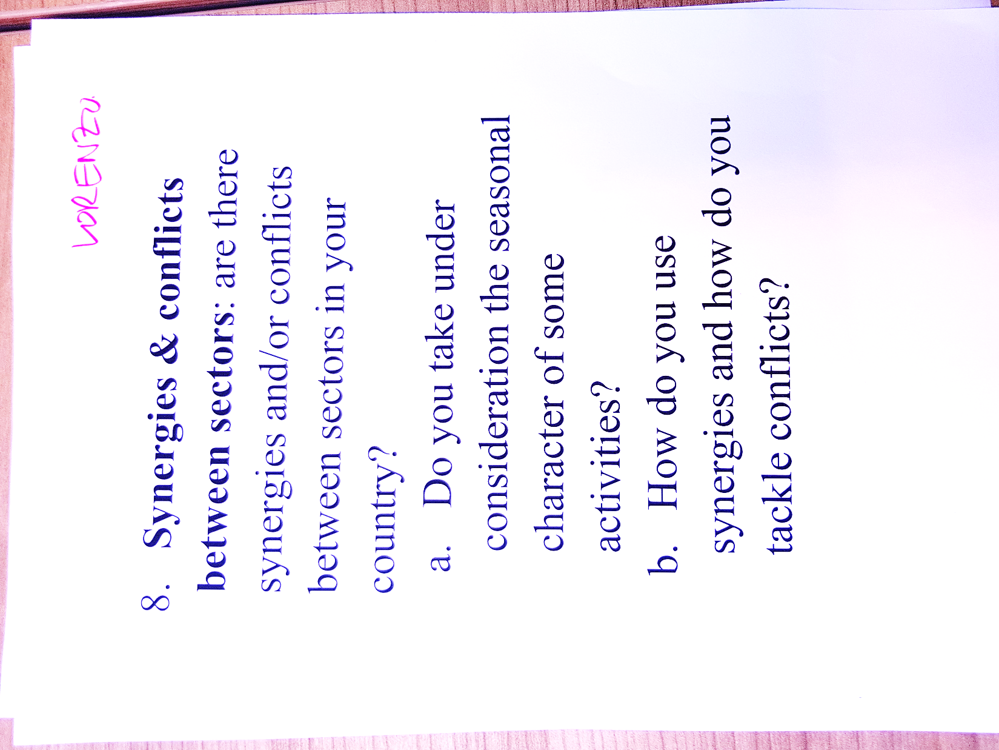 LORENZO
8. Synergies & conflicts
between sectors: are there
synergies and/or conflicts
between sectors in your
country?
a. Do you take under
consideration the seasonal
character of some
activities?
b. How do you use
synergies and how do you
tackle conflicts?